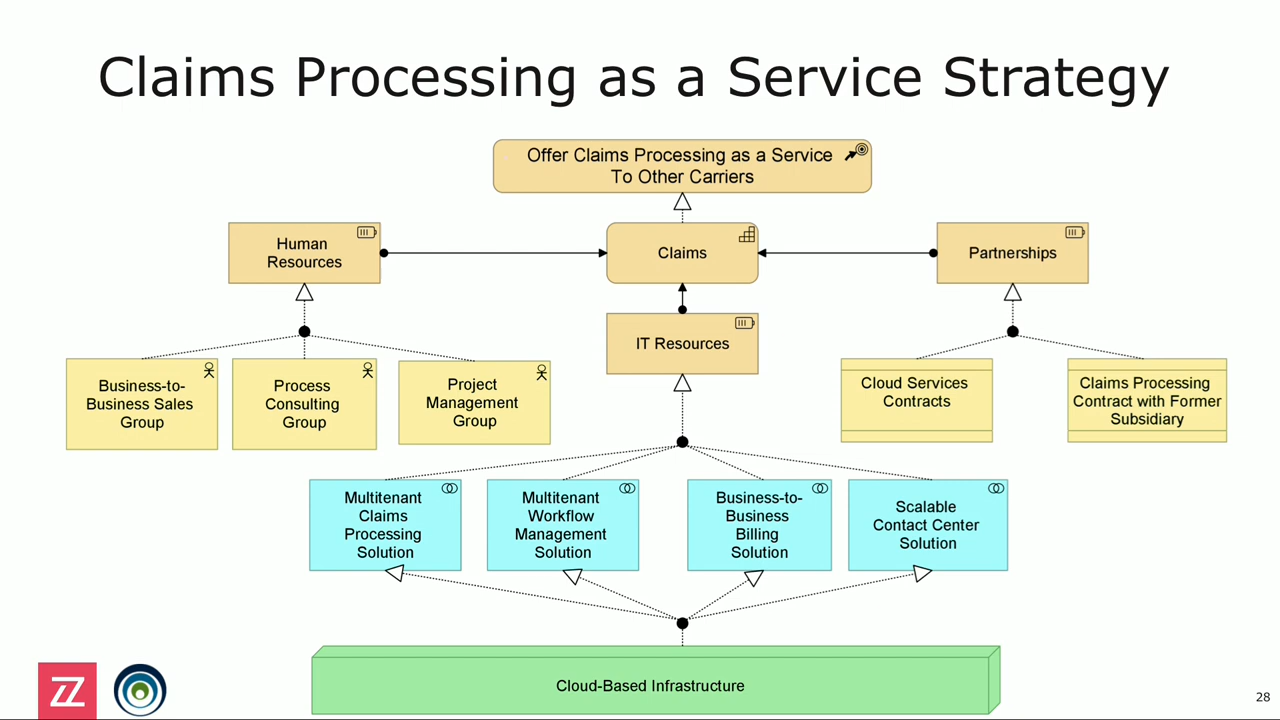 Claims Processing as a Service Strategy
Offer Claims Processing as a Service
To Other Carriers
Human
Resources
Claims
Partnerships
IT Resources
Business-to-
Business Sales
Group
Process
Consulting
Group
Project
Management
Group
Cloud Services
Contracts
Claims Processing
Contract with Former
Subsidiary
Multitenant
Claims
Processing
Solution
Multitenant
Workflow
Management
Solution
Business-to-
Business
Billing
Solution
Scalable
Contact Center
Solution
Cloud-Based Infrastructure
28